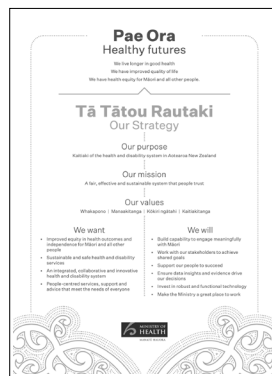 Pae Ora
Healthy futures
We live longer in good health
We have improved quality of life
We have health equity for Māori and all other people.
Tā Tātou Rautaki
Our Strategy
Our purpose
Kaitiaki of the health and disability system in Aotearoa New Zealand
Our mission
A fair, effective and sustainable system that people trust
Our values
Whakapono | Manaakitanga | Kōkiri ngātahi | Kaitiakitanga
We want
• Improved equity in health outcomes and
independence for Māori and all other
people
• Sustainable and safe health and disability
services
• An integrated, collaborative and innovative
health and disability system
• People-centred services, support and
advice that meet the needs of everyone
We will
• Build capability to engage meaningfully
with Māori
• Work with our stakeholders to achieve
shared goals
• Support our people to succeed
• Ensure data insights and evidence drive
our decisions
• Invest in robust and functional technology
• Make the Ministry a great place to work
MINISTRY OF
HEALTH
MANATŪ HAUORA